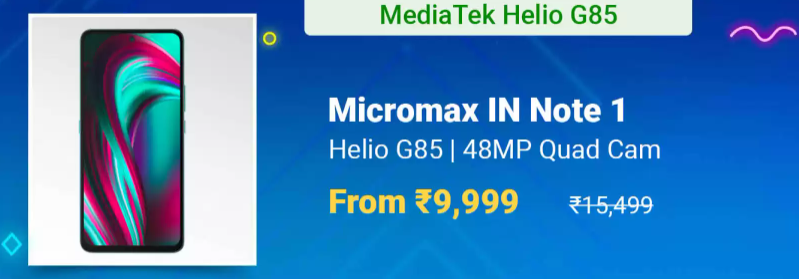 MediaTek Helio G85
Micromax IN Note 1
Helio G85 | 48MP Quad Cam
From ₹9,999 ₹15,499